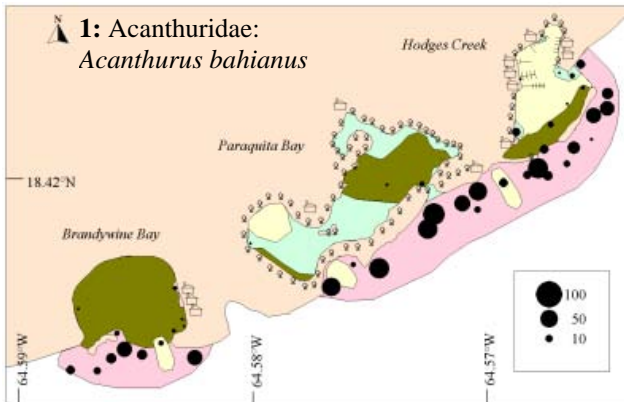 1: Acanthuridae:
Acanthurus bahianus
Hodges Creek
Paraquita Bay
18.42°N
Brandywine Bay
100
50
10
64.59°W
64.58°W
64.57°W